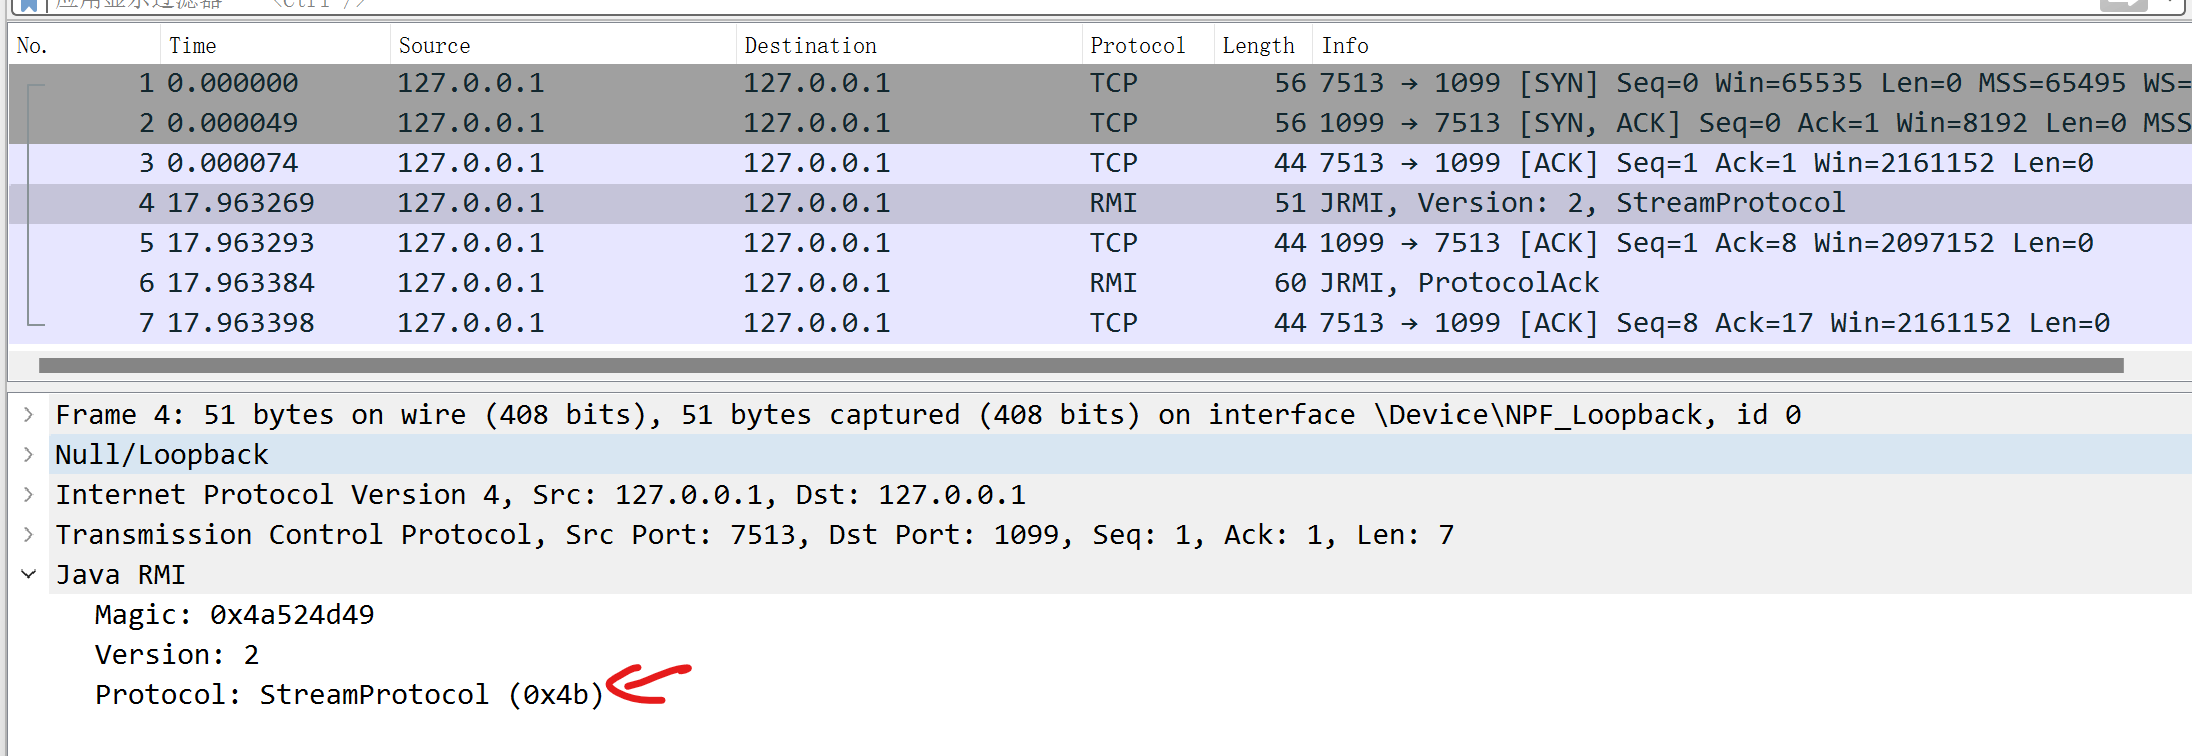 应用显示过滤器 … <Ctrl-/>
No. Time Source Destination Protocol Length Info
1 0.000000 127.0.0.1 127.0.0.1 TCP 56 7513 → 1099 [SYN] Seq=0 Win=65535 Len=0 MSS=65495 WS=
2 0.000049 127.0.0.1 127.0.0.1 TCP 56 1099 → 7513 [SYN, ACK] Seq=0 Ack=1 Win=8192 Len=0 MSS
3 0.000074 127.0.0.1 127.0.0.1 TCP 44 7513 → 1099 [ACK] Seq=1 Ack=1 Win=2161152 Len=0
4 17.963269 127.0.0.1 127.0.0.1 RMI 51 JRMI, Version: 2, StreamProtocol
5 17.963293 127.0.0.1 127.0.0.1 TCP 44 1099 → 7513 [ACK] Seq=1 Ack=8 Win=2097152 Len=0
6 17.963384 127.0.0.1 127.0.0.1 RMI 60 JRMI, ProtocolAck
7 17.963398 127.0.0.1 127.0.0.1 TCP 44 7513 → 1099 [ACK] Seq=8 Ack=17 Win=2161152 Len=0
Frame 4: 51 bytes on wire (408 bits), 51 bytes captured (408 bits) on interface \Device\NPF_Loopback, id 0
Null/Loopback
Internet Protocol Version 4, Src: 127.0.0.1, Dst: 127.0.0.1
Transmission Control Protocol, Src Port: 7513, Dst Port: 1099, Seq: 1, Ack: 1, Len: 7
Java RMI
Magic: 0x4a524d49
Version: 2
Protocol: StreamProtocol (0x4b)